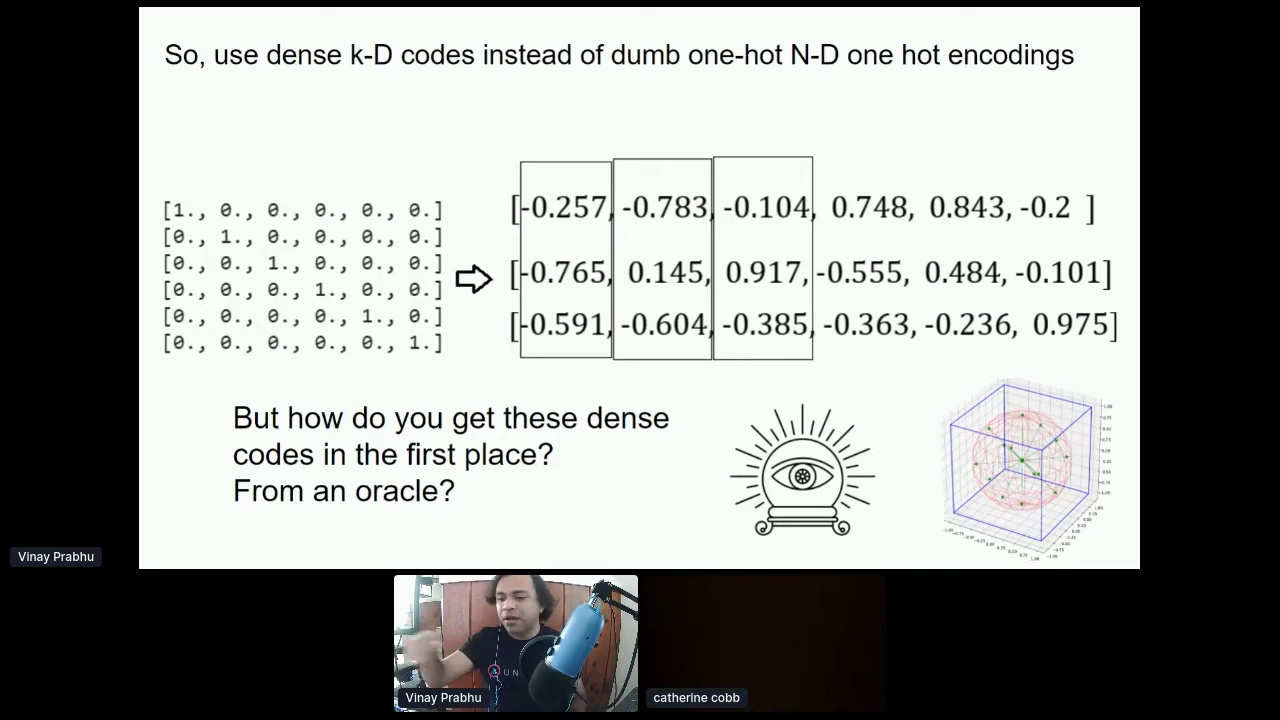 So, use dense k-D codes instead of dumb one-hot N-D one hot encodings
[1., 0., 0., 0., 0., 0.]
[0., 1., 0., 0., 0., 0.]
[0., 0., 1., 0., 0., 0.]
[0., 0., 0., 1., 0., 0.]
[0., 0., 0., 0., 1., 0.]
[0., 0., 0., 0., 0., 1.]
[-0.257, -0.783, -0.104, 0.748, 0.843, -0.2 ]
[-0.765, 0.145, 0.917, -0.555, 0.484, -0.101]
[-0.591, -0.604, -0.385, -0.363, -0.236, 0.975]
But how do you get these dense
codes in the first place?
From an oracle?
Vinay Prabhu
Vinay Prabhu
catherine cobb